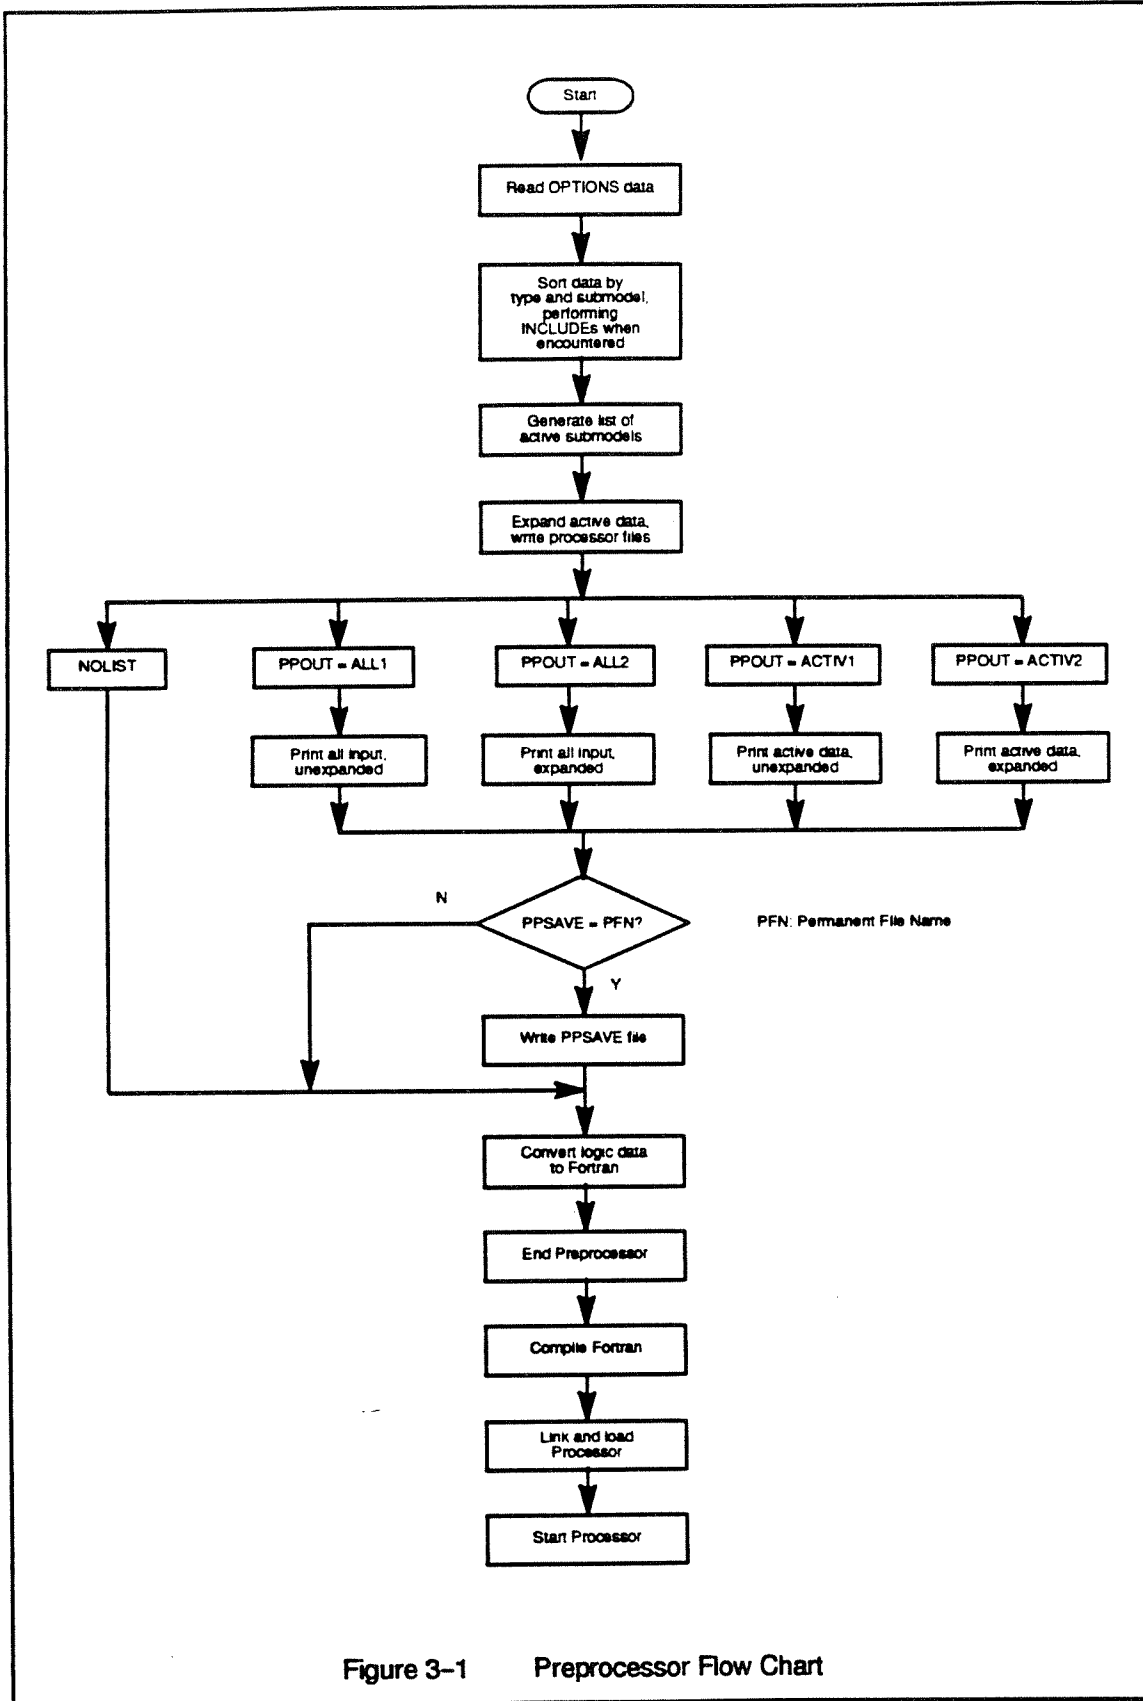 Start
Read OPTIONS data
Sort data by
type and submodel,
performing
INCLUDEs when
encountered
Generate list of
active submodels
Expand active data,
write processor files
NOLIST
PPOUT = ALL1
PPOUT = ALL2
PPOUT = ACTIV1
PPOUT = ACTIV2
Print all input,
unexpanded
Print all input,
expanded
Print active data,
unexpanded
Print active data,
expanded
N
PPSAVE = PFN?
PFN: Permanent File Name
Y
Write PPSAVE file
Convert logic data
to Fortran
End Preprocessor
Compile Fortran
Link and load
Processor
Start Processor
Figure 3-1 Preprocessor Flow Chart